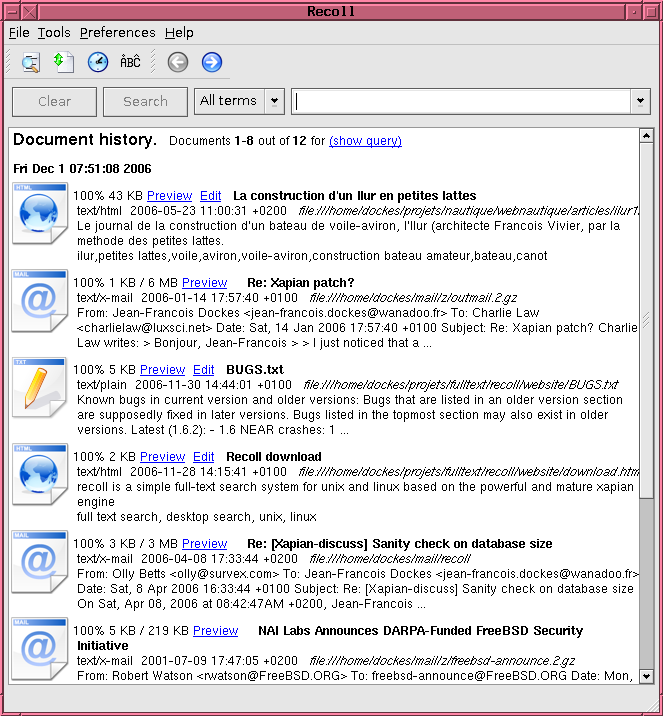 Recoll
File Tools Preferences Help
ÀBĈ
Clear Search All terms
Document history. Documents 1-8 out of 12 for (show query)
Fri Dec 1 07:51:08 2006
HTML
100% 43 KB Preview Edit La construction d'un Ilur en petites lattes
text/html 2006-05-23 11:00:31 +0200 file:///home/dockes/projets/nautique/webnautique/articles/ilur1
Le journal de la construction d'un bateau de voile-aviron, l'Ilur (architecte Francois Vivier, par la
methode des petites lattes.
ilur,petites lattes,voile,aviron,voile-aviron,construction bateau amateur,bateau,canot
MAIL
100% 1 KB / 6 MB Preview Re: Xapian patch?
text/x-mail 2006-01-14 17:57:40 +0100 file:///home/dockes/mail/z/outmail.2.gz
From: Jean-Francois Dockes <jean-francois.dockes@wanadoo.fr> To: Charlie Law
<charlielaw@luxsci.net> Date: Sat, 14 Jan 2006 17:57:40 +0100 Subject: Re: Xapian patch? Charlie
Law writes: > Bonjour, Jean-Francois > > I just noticed that a ...
TXT
100% 5 KB Preview Edit BUGS.txt
text/plain 2006-11-30 14:44:01 +0100 file:///home/dockes/projets/fulltext/recoll/website/BUGS.txt
Known bugs in current version and older versions: Bugs that are listed in an older version section
are supposedly fixed in later versions. Bugs listed in the topmost section may also exist in older
versions. Latest (1.6.2): - 1.6 NEAR crashes: 1 ...
HTML
100% 2 KB Preview Edit Recoll download
text/html 2006-11-28 14:15:41 +0100 file:///home/dockes/projets/fulltext/recoll/website/download.htm
recoll is a simple full-text search system for unix and linux based on the powerful and mature xapian
engine
full text search, desktop search, unix, linux
MAIL
100% 3 KB / 3 MB Preview Re: [Xapian-discuss] Sanity check on database size
text/x-mail 2006-04-08 17:33:44 +0200 file:///home/dockes/mail/recoll
From: Olly Betts <olly@survex.com> To: Jean-Francois Dockes <jean-francois.dockes@wanadoo.fr>
Date: Sat, 8 Apr 2006 16:33:44 +0100 Subject: Re: [Xapian-discuss] Sanity check on database size
On Sat, Apr 08, 2006 at 08:42:47AM +0200, Jean-Francois ...
MAIL
100% 5 KB / 219 KB Preview NAI Labs Announces DARPA-Funded FreeBSD Security
Initiative
text/x-mail 2001-07-09 17:47:05 +0200 file:///home/dockes/mail/z/freebsd-announce.2.gz
From: Robert Watson <rwatson@FreeBSD.ORG> To: freebsd-announce@FreeBSD.ORG Date: Mon,